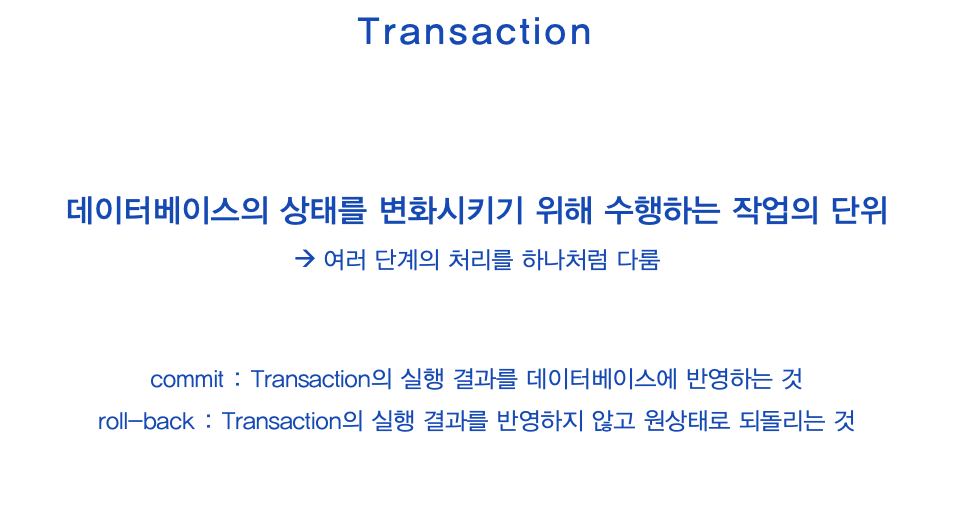 Transaction
데이터베이스의 상태를 변화시키기 위해 수행하는 작업의 단위
→ 여러 단계의 처리를 하나처럼 다룸
commit : Transaction의 실행 결과를 데이터베이스에 반영하는 것
roll-back : Transaction의 실행 결과를 반영하지 않고 원상태로 되돌리는 것